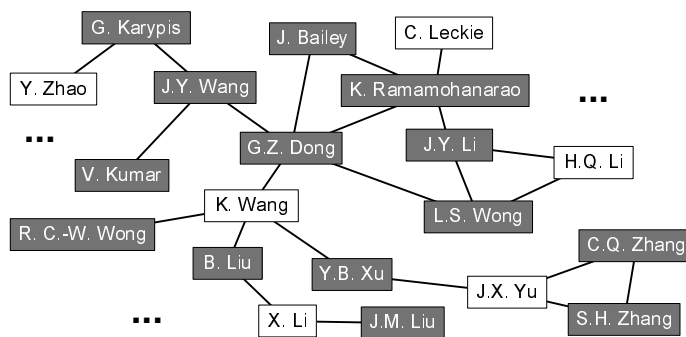 G. Karypis
J. Bailey
C. Leckie
Y. Zhao
J.Y. Wang
K. Ramamohanarao
...
...
G.Z. Dong
J.Y. Li
H.Q. Li
V. Kumar
K. Wang
L.S. Wong
R. C.-W. Wong
C.Q. Zhang
B. Liu
Y.B. Xu
J.X. Yu
...
X. Li
J.M. Liu
S.H. Zhang